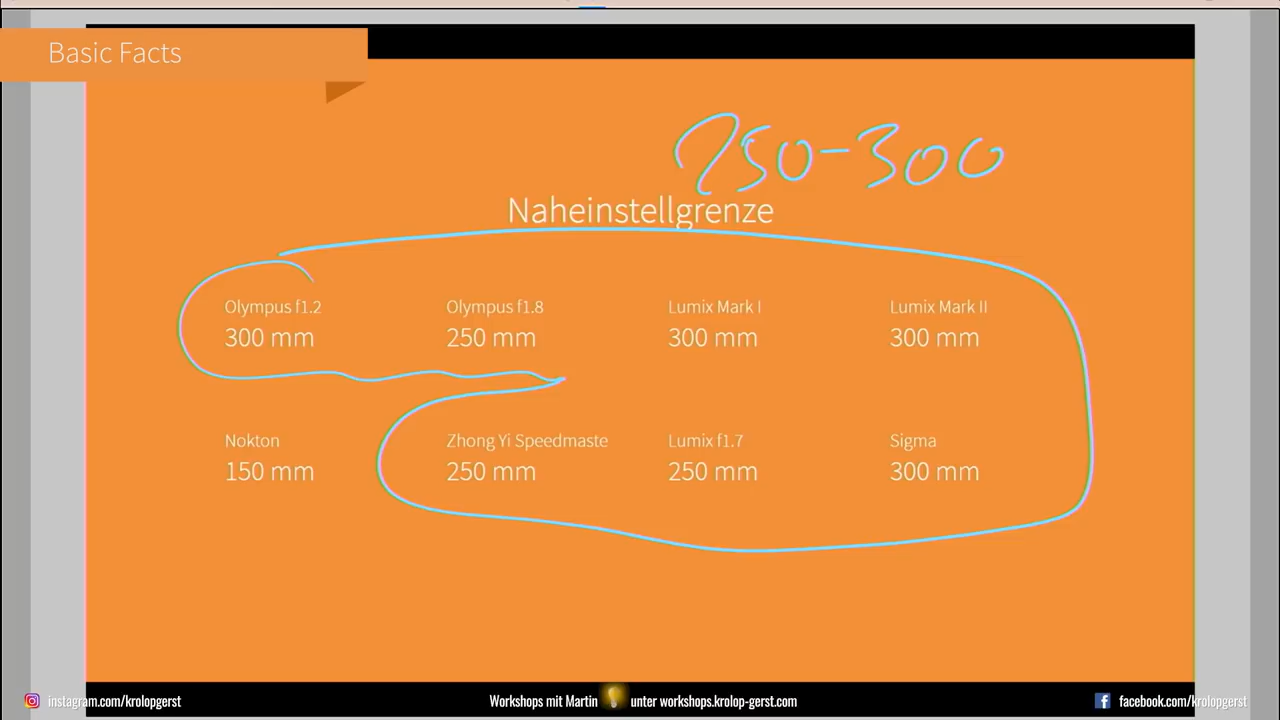 Basic Facts
250-300
Naheinstellgrenze
Olympus f1.2
300 mm
Olympus f1.8
250 mm
Lumix Mark I
300 mm
Lumix Mark II
300 mm
Nokton
150 mm
Zhong Yi Speedmaste
250 mm
Lumix f1.7
250 mm
Sigma
300 mm
instagram.com/krolopgerst
Workshops mit Martin unter workshops.krolop-gerst.com
facebook.com/krolopgerst